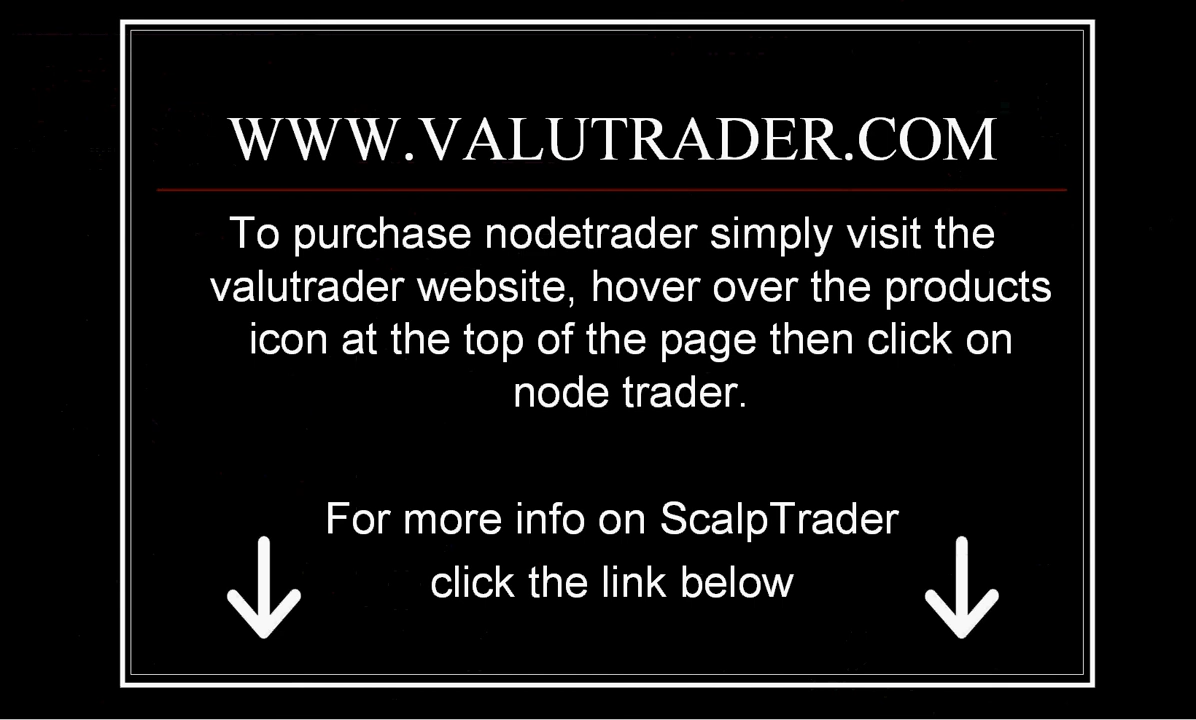 WWW.VALUTRADER.COM
To purchase nodetrader simply visit the
valutrader website, hover over the products
icon at the top of the page then click on
node trader.
For more info on ScalpTrader
click the link below